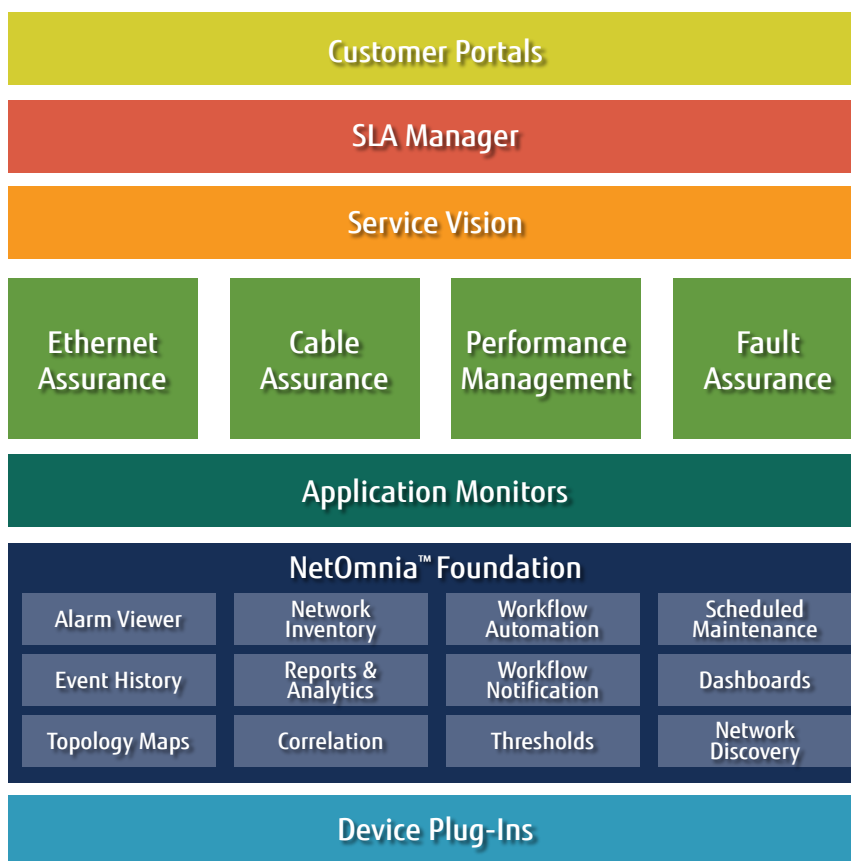 Customer Portals
SLA Manager
Service Vision
Ethernet
Assurance
Cable
Assurance
Performance
Management
Fault
Assurance
Application Monitors
NetOmnia™ Foundation
Alarm Viewer
Network
Inventory
Workflow
Automation
Scheduled
Maintenance
Event History
Reports &
Analytics
Workflow
Notification
Dashboards
Topology Maps
Correlation
Thresholds
Network
Discovery
Device Plug-Ins